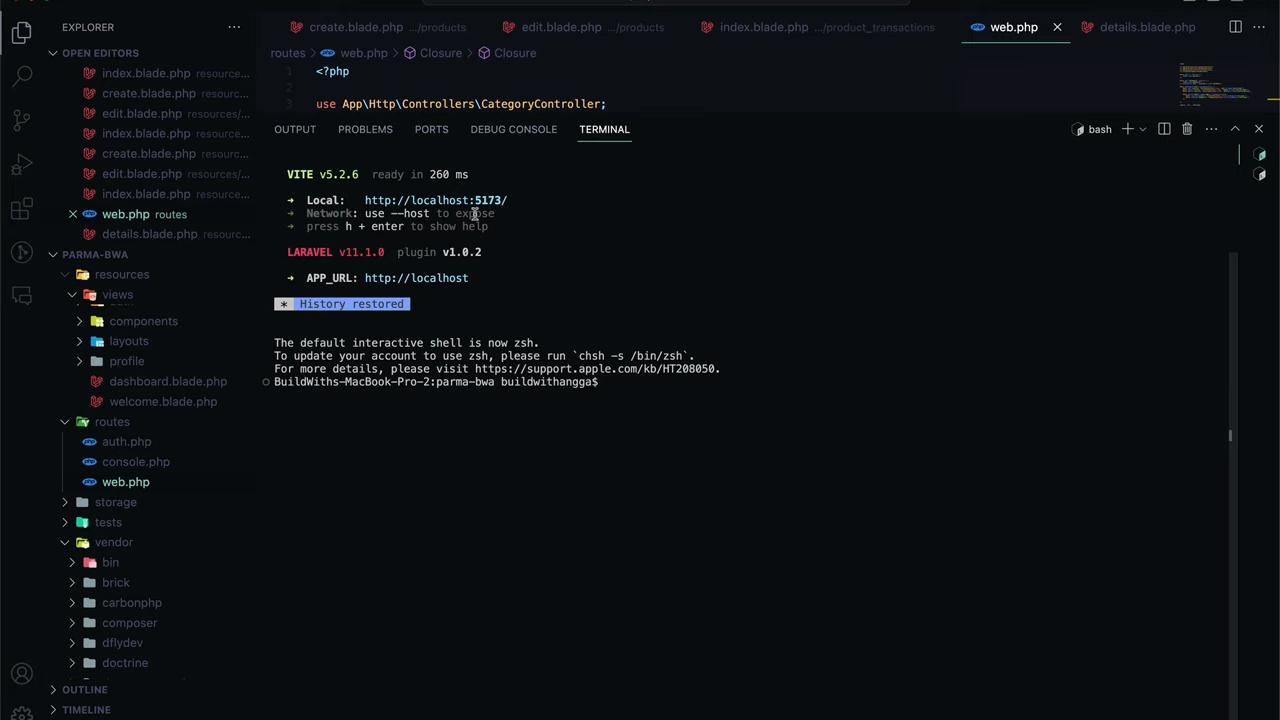 EXPLORER
OPEN EDITORS
index.blade.php resource...
create.blade.php resourc...
edit.blade.php resources/...
index.blade.php resource...
create.blade.php resourc...
edit.blade.php resources/...
index.blade.php resource...
web.php routes
details.blade.php resourc...
PARMA-BWA
resources
views
components
layouts
profile
dashboard.blade.php
welcome.blade.php
routes
auth.php
console.php
web.php
storage
tests
vendor
bin
brick
carbonphp
composer
dflydev
doctrine
OUTLINE
TIMELINE
create.blade.php .../products
edit.blade.php .../products
index.blade.php .../product_transactions
web.php
details.blade.php
routes > web.php > Closure > Closure
1 <?php
2
3 use App\Http\Controllers\CategoryController;
OUTPUT PROBLEMS PORTS DEBUG CONSOLE TERMINAL
bash
VITE v5.2.6 ready in 260 ms
➜ Local: http://localhost:5173/
➜ Network: use --host to expose
➜ press h + enter to show help
LARAVEL v11.1.0 plugin v1.0.2
➜ APP_URL: http://localhost
* History restored
The default interactive shell is now zsh.
To update your account to use zsh, please run `chsh -s /bin/zsh`.
For more details, please visit https://support.apple.com/kb/HT208050.
BuildWiths-MacBook-Pro-2:parma-bwa buildwithangga$